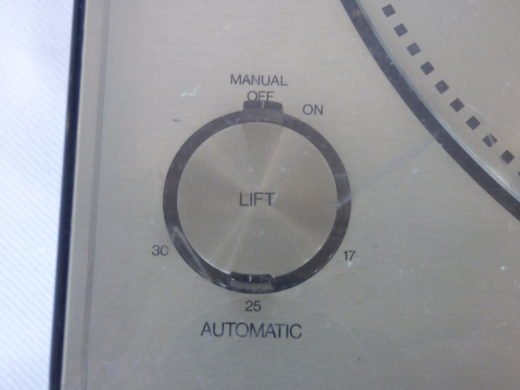 MANUAL
OFF
ON
LIFT
30
17
25
AUTOMATIC